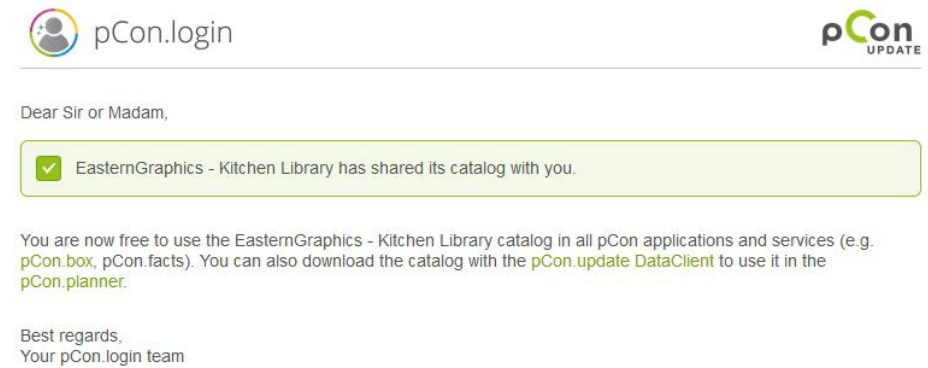 pCon.login
pCon
UPDATE
Dear Sir or Madam,
EasternGraphics - Kitchen Library has shared its catalog with you.
You are now free to use the EasternGraphics - Kitchen Library catalog in all pCon applications and services (e.g.
pCon.box, pCon.facts). You can also download the catalog with the pCon.update DataClient to use it in the
pCon.planner.
Best regards,
Your pCon.login team